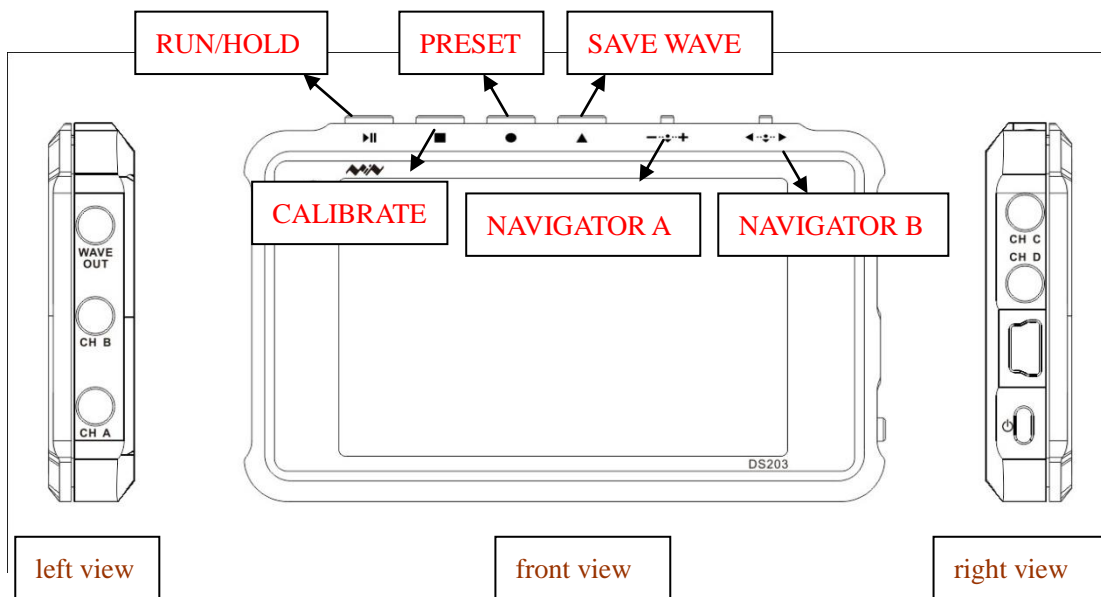 RUN/HOLD
PRESET
SAVE WAVE
CALIBRATE
NAVIGATOR A
NAVIGATOR B
WAVE
OUT
CH B
CH A
DS203
CH C
CH D
left view
front view
right view